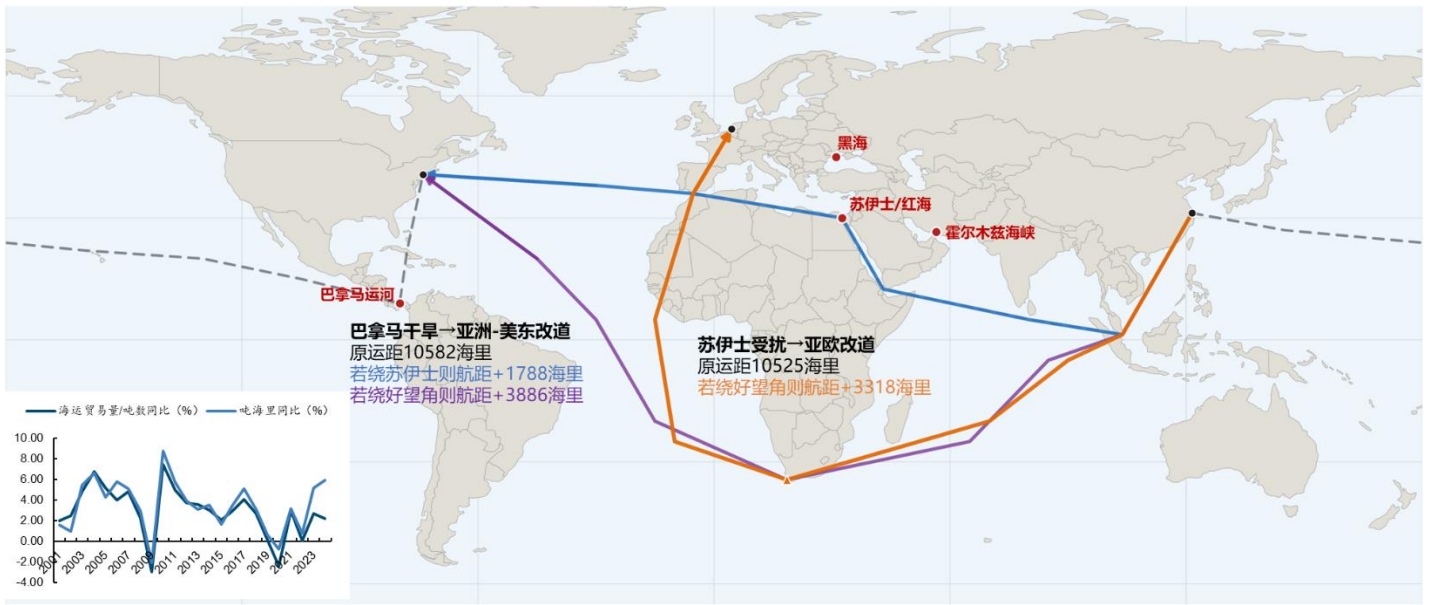 黑海
苏伊士/红海
霍尔木兹海峡
巴拿马运河
巴拿马干旱→亚洲-美东改道
原运距10582海里
若绕苏伊士则航距+1788海里
若绕好望角则航距+3886海里
苏伊士受扰→亚欧改道
原运距10525海里
若绕好望角则航距+3318海里
海运贸易量/吨数同比（%）
吨海里同比（%）
10.00
8.00
6.00
4.00
2.00
0.00
-2.00
-4.00
2001
2003
2005
2007
2009
2011
2013
2015
2017
2019
2021
2023